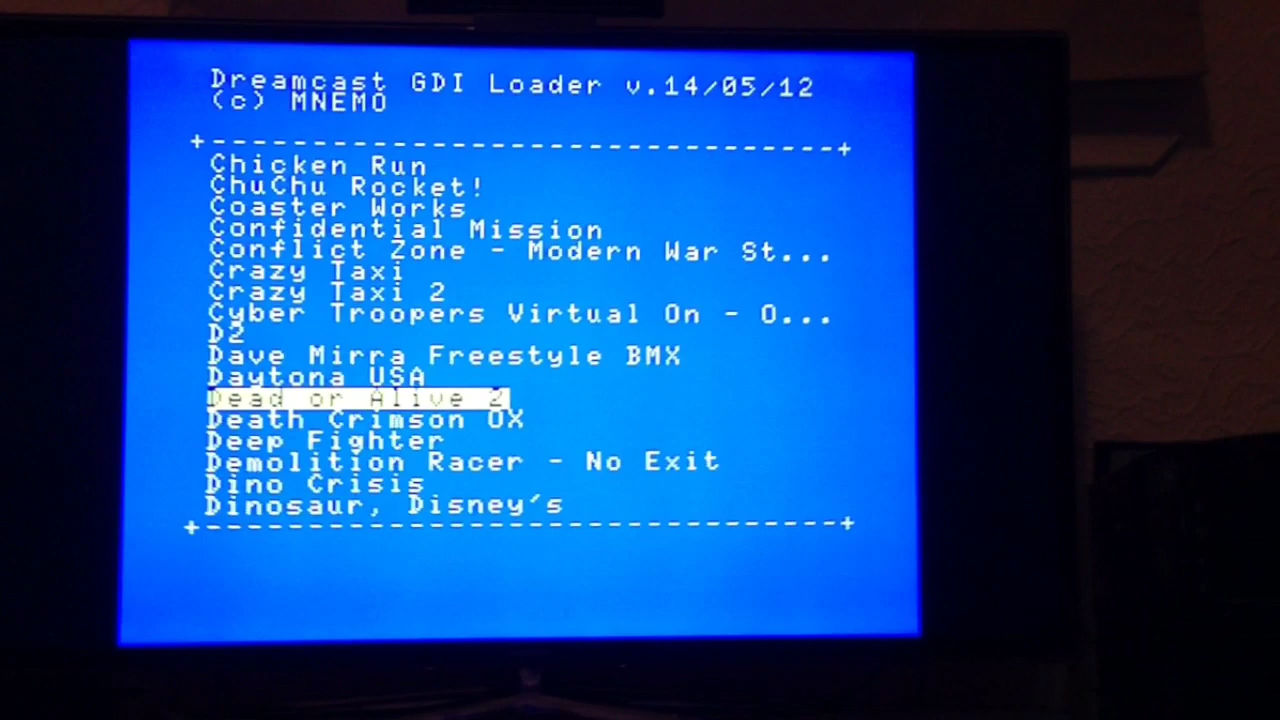 Dreamcast GDI Loader v.14/05/12
(c) MNEMO
+--------------------------------+
Chicken Run
ChuChu Rocket!
Coaster Works
Confidential Mission
Conflict Zone - Modern War St...
Crazy Taxi
Crazy Taxi 2
Cyber Troopers Virtual On - O...
D2
Dave Mirra Freestyle BMX
Daytona USA
Dead or Alive 2
Death Crimson OX
Deep Fighter
Demolition Racer - No Exit
Dino Crisis
Dinosaur, Disney's
+--------------------------------+